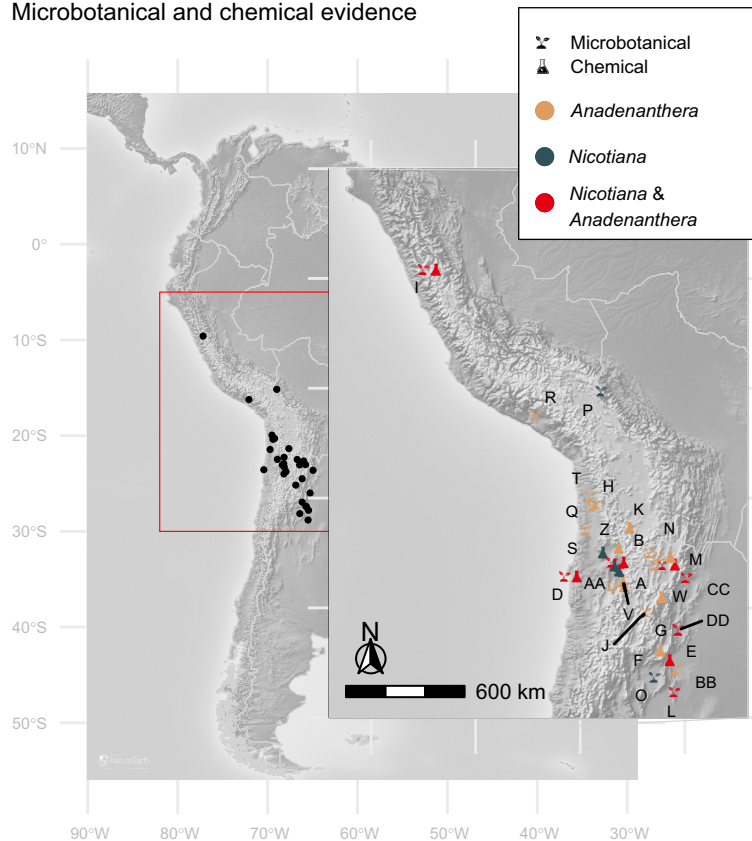 Microbotanical and chemical evidence
Microbotanical
Chemical
Anadenanthera
Nicotiana
Nicotiana &
Anadenanthera
10°N
0°
10°S
20°S
30°S
40°S
50°S
90°W
80°W
70°W
60°W
50°W
40°W
30°W
I
R
P
T
H
Q
K
Z
N
S
B
M
D
AA
A
CC
W
V
DD
G
J
E
F
BB
O
L
N
600 km